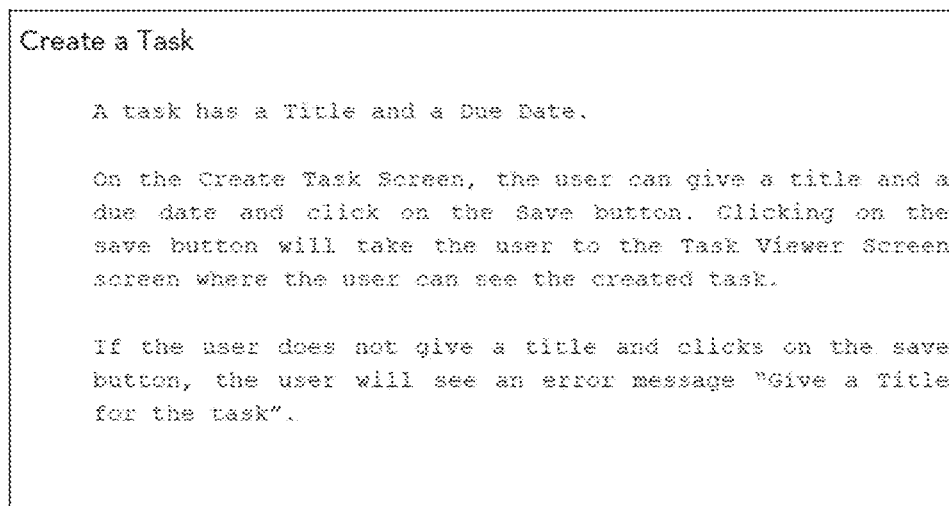 Create a Task
A task has a Title and a Due Date.
On the Create Task Screen, the user can give a title and a
due date and click on the Save button. Clicking on the
save button will take the user to the Task Viewer Screen
screen where the user can see the created task.
If the user does not give a title and clicks on the save
button, the user will see an error message "Give a Title
for the task".